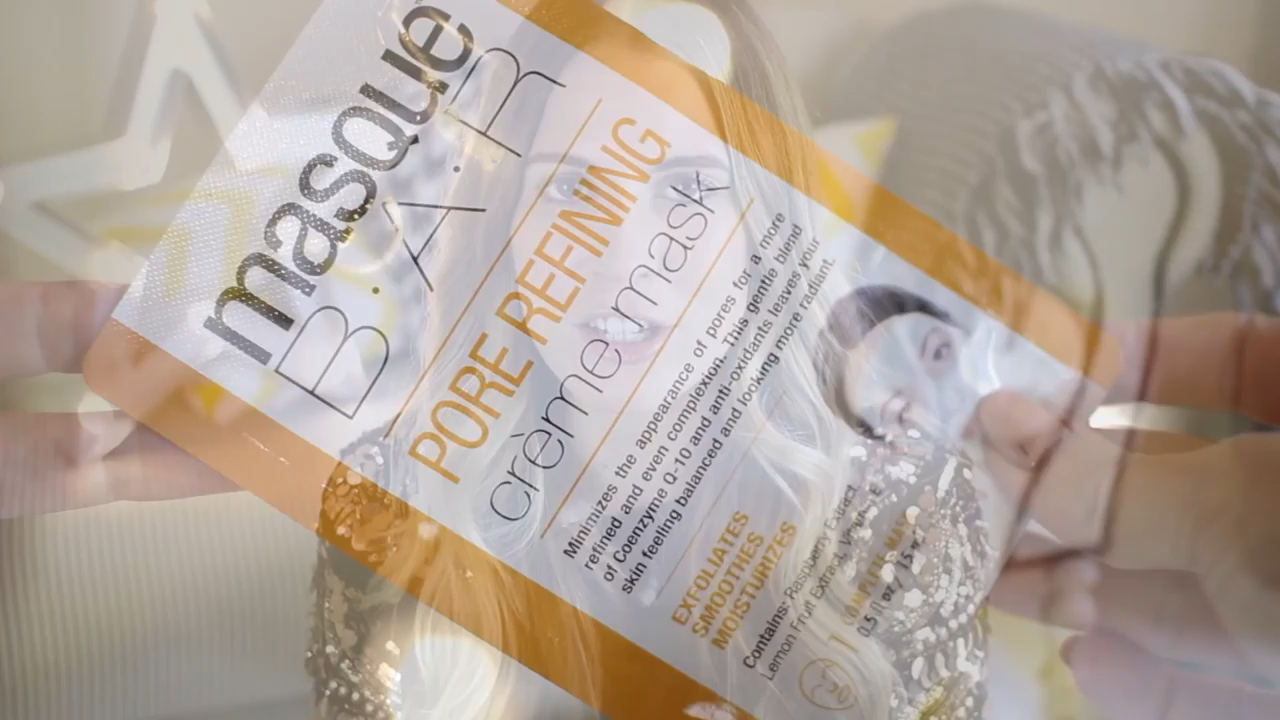 masque
B.A.R
PORE REFINING
crème mask
Minimizes the appearance of pores for a more
refined and even complexion. This gentle blend
of Coenzyme Q-10 and anti-oxidants leaves your
skin feeling balanced and looking more radiant.
EXFOLIATES
SMOOTHES
MOISTURIZES
Contains: Raspberry Extract,
Lemon Fruit Extract,
0.5 fl oz